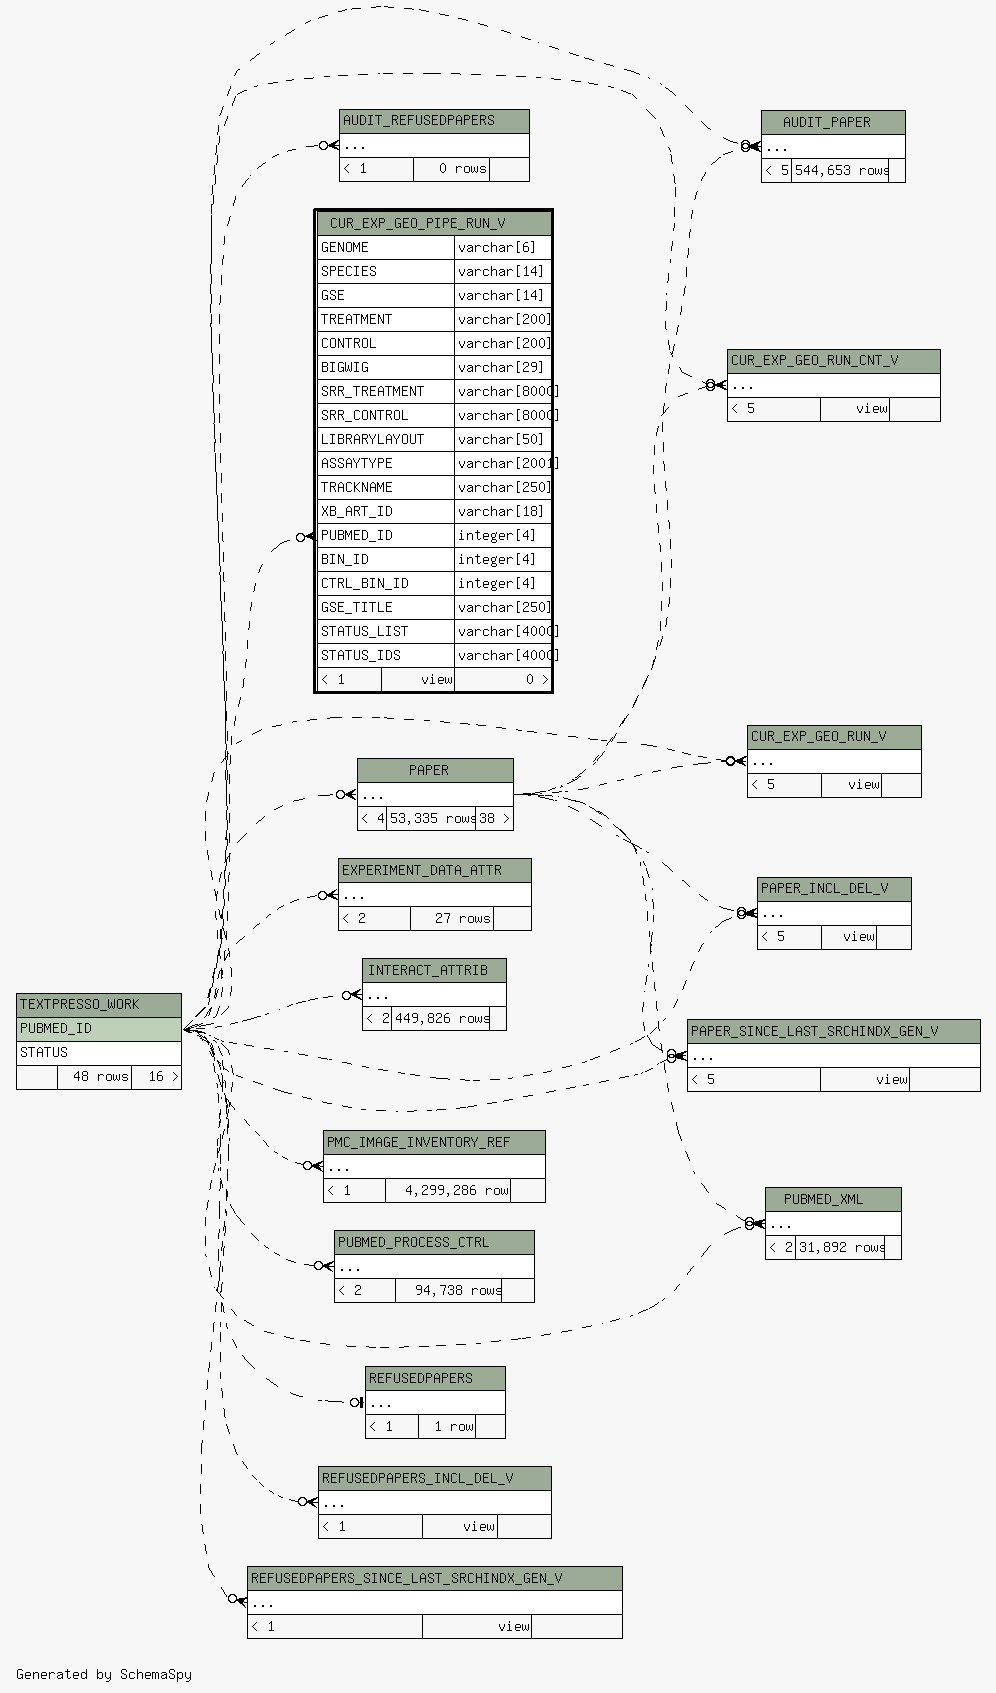 AUDIT_REFUSEDPAPERS
...
< 1 0 rows
AUDIT_PAPER
...
< 5 544,653 rows
CUR_EXP_GEO_PIPE_RUN_V
GENOME varchar[6]
SPECIES varchar[14]
GSE varchar[14]
TREATMENT varchar[200]
CONTROL varchar[200]
BIGWIG varchar[29]
SRR_TREATMENT varchar[8000]
SRR_CONTROL varchar[8000]
LIBRARYLAYOUT varchar[50]
ASSAYTYPE varchar[2001]
TRACKNAME varchar[250]
XB_ART_ID varchar[18]
PUBMED_ID integer[4]
BIN_ID integer[4]
CTRL_BIN_ID integer[4]
GSE_TITLE varchar[250]
STATUS_LIST varchar[4000]
STATUS_IDS varchar[4000]
< 1 view 0 >
CUR_EXP_GEO_RUN_CNT_V
...
< 5 view
CUR_EXP_GEO_RUN_V
...
< 5 view
PAPER
...
< 4 53,335 rows 38 >
EXPERIMENT_DATA_ATTR
...
< 2 27 rows
PAPER_INCL_DEL_V
...
< 5 view
INTERACT_ATTRIB
...
< 2 449,826 rows
TEXTPRESSO_WORK
PUBMED_ID
STATUS
48 rows 16 >
PAPER_SINCE_LAST_SRCHINDX_GEN_V
...
< 5 view
PMC_IMAGE_INVENTORY_REF
...
< 1 4,299,286 row
PUBMED_XML
...
< 2 31,892 rows
PUBMED_PROCESS_CTRL
...
< 2 94,738 rows
REFUSEDPAPERS
...
< 1 1 row
REFUSEDPAPERS_INCL_DEL_V
...
< 1 view
REFUSEDPAPERS_SINCE_LAST_SRCHINDX_GEN_V
...
< 1 view
Generated by SchemaSpy